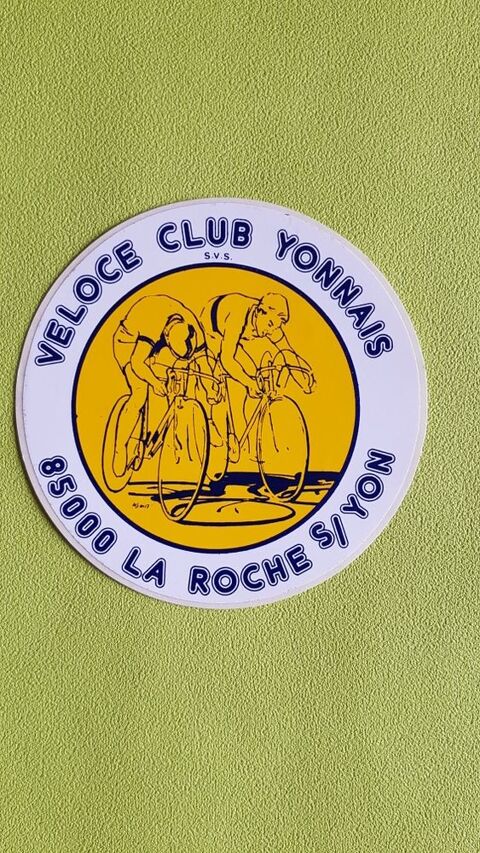 VELOCE CLUB YONNAIS
S.V.S.
85000 LA ROCHE S/YON